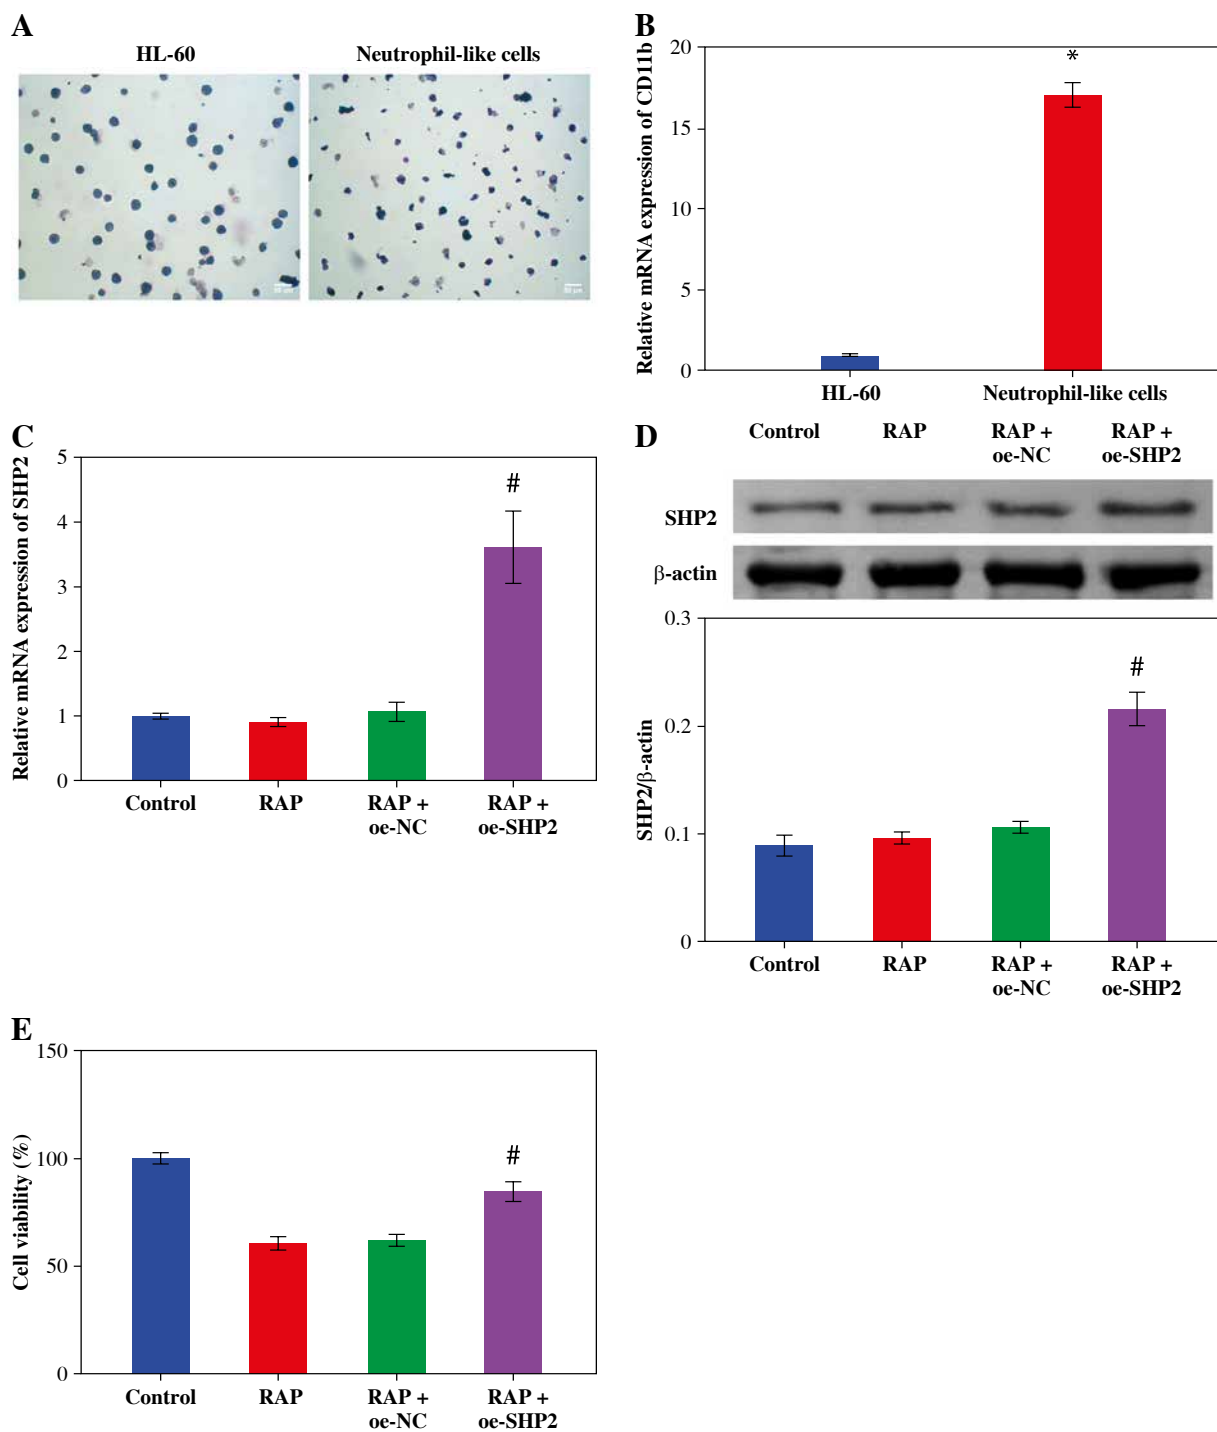 A
HL-60
Neutrophil-like cells
B
Relative mRNA expression of CD11b
20
15
10
5
0
*
HL-60
Neutrophil-like cells
C
Relative mRNA expression of SHP2
5
4
3
2
1
0
#
Control
RAP
RAP +
oe-NC
RAP +
oe-SHP2
D
Control
RAP
RAP +
oe-NC
RAP +
oe-SHP2
SHP2
β-actin
SHP2/β-actin
0.3
0.2
0.1
0
#
Control
RAP
RAP +
oe-NC
RAP +
oe-SHP2
E
Cell viability (%)
150
100
50
0
#
Control
RAP
RAP +
oe-NC
RAP +
oe-SHP2